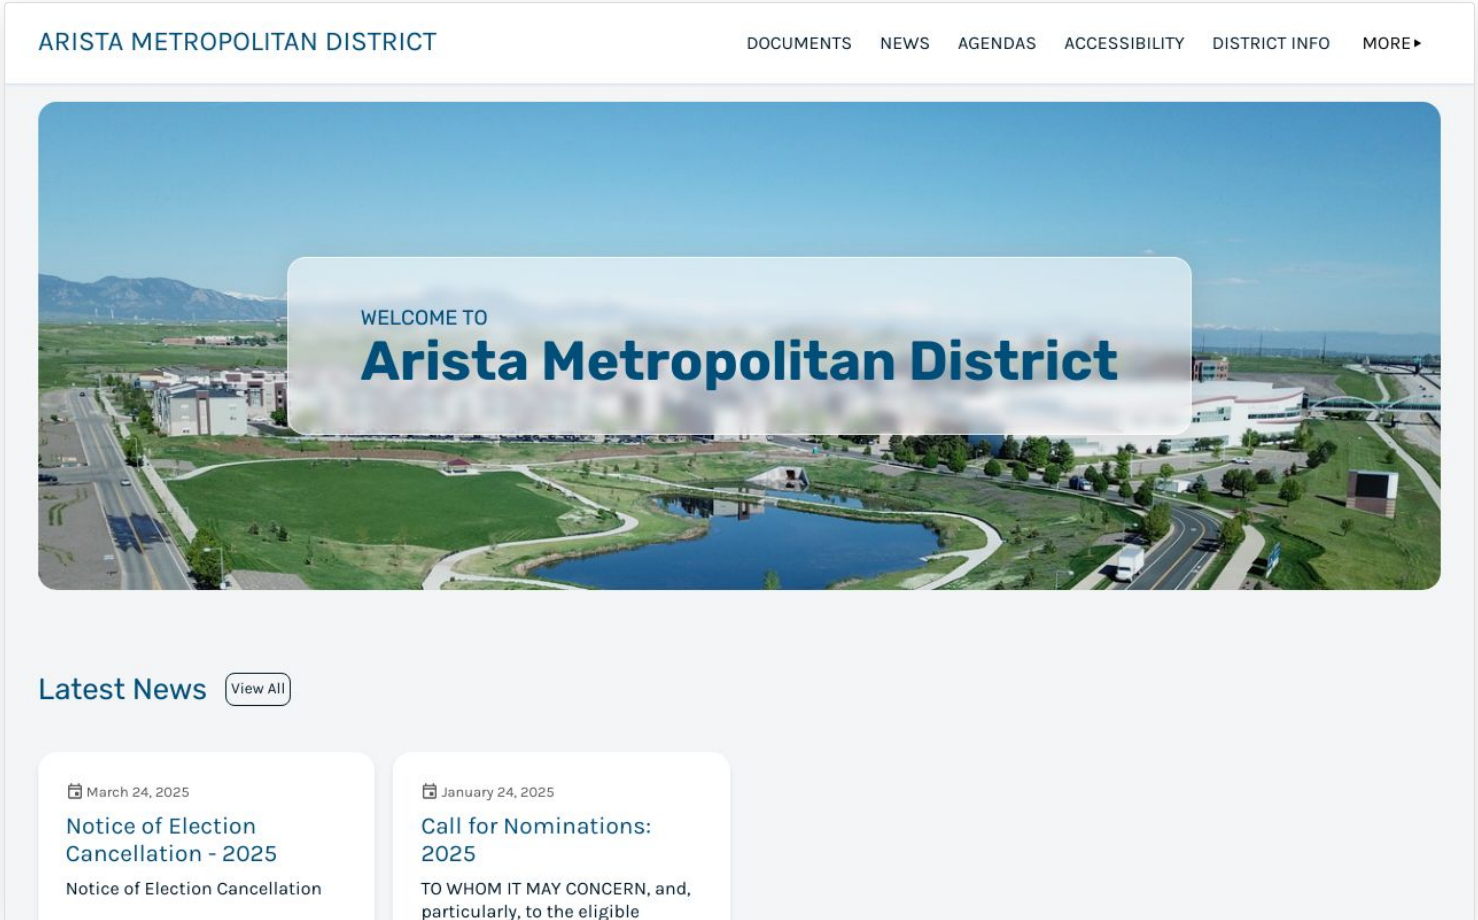 ARISTA METROPOLITAN DISTRICT
DOCUMENTS NEWS AGENDAS ACCESSIBILITY DISTRICT INFO MORE
WELCOME TO
Arista Metropolitan District
Latest News View All
March 24, 2025
Notice of Election
Cancellation - 2025
Notice of Election Cancellation
January 24, 2025
Call for Nominations:
2025
TO WHOM IT MAY CONCERN, and,
particularly, to the eligible